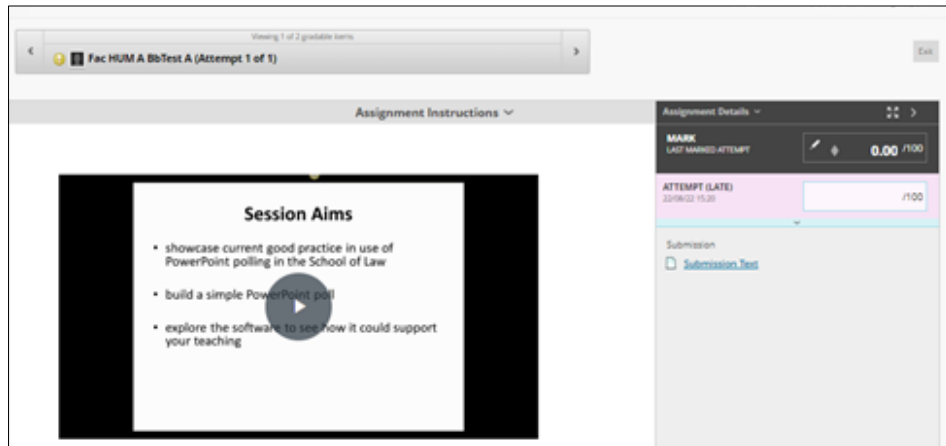 Viewing 1 of 2 gradable items
Fac HUM A BbTest A (Attempt 1 of 1)
Exit
Assignment Instructions
Session Aims
• showcase current good practice in use of
PowerPoint polling in the School of Law
• build a simple PowerPoint poll
• explore the software to see how it could support
your teaching
Assignment Details
MARK
LAST MARKED ATTEMPT
0.00 /100
ATTEMPT (LATE)
22/08/22 15:20
/100
Submission
Submission Text